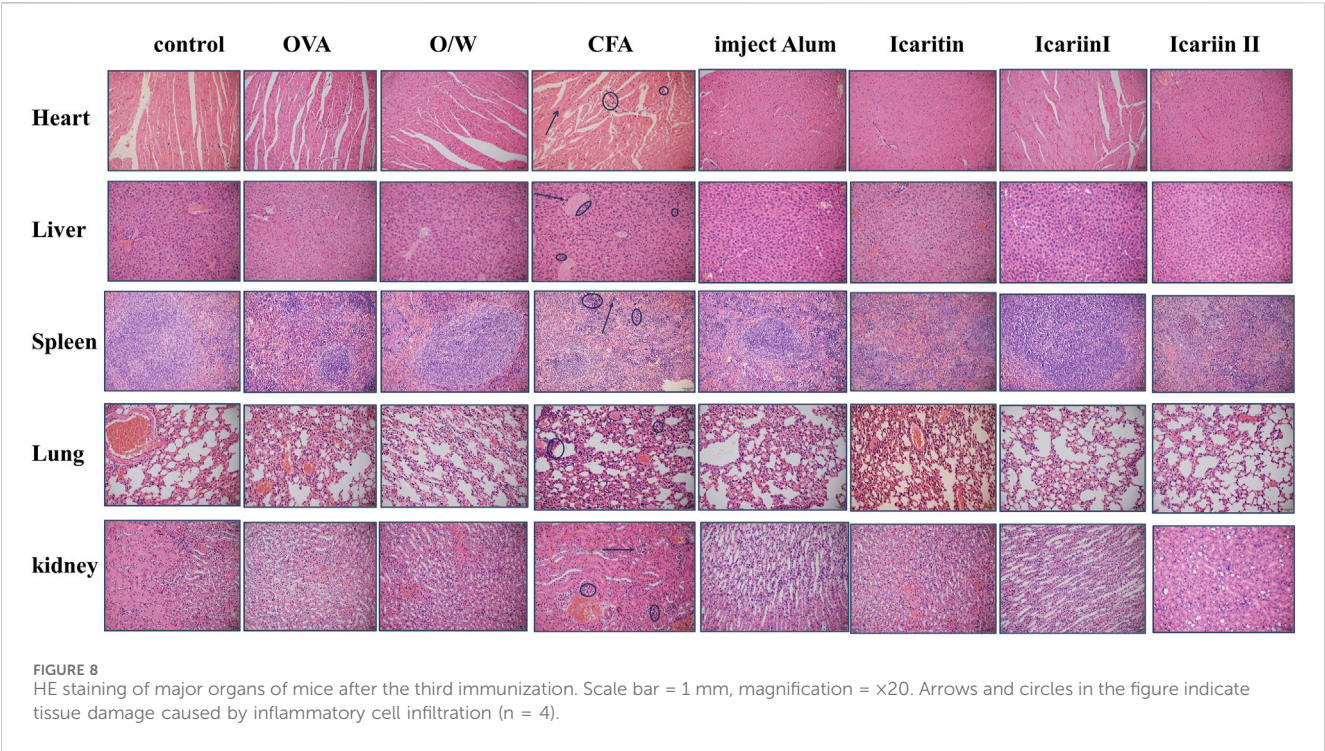 control OVA O/W CFA imject Alum Icaritin IcariinI Icariin II
Heart
Liver
Spleen
Lung
kidney
FIGURE 8
HE staining of major organs of mice after the third immunization. Scale bar = 1 mm, magnification = ×20. Arrows and circles in the figure indicate
tissue damage caused by inflammatory cell infiltration (n = 4).